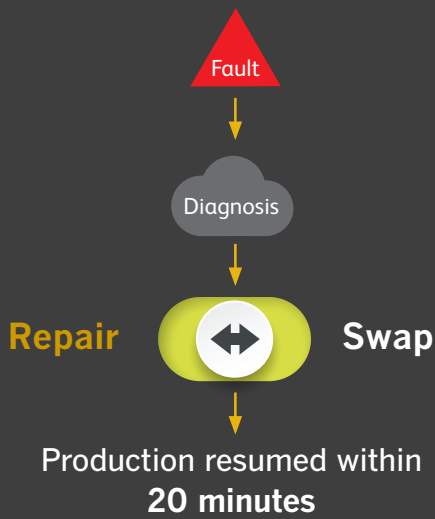 Fault
Diagnosis
Repair Swap
Production resumed within
20 minutes